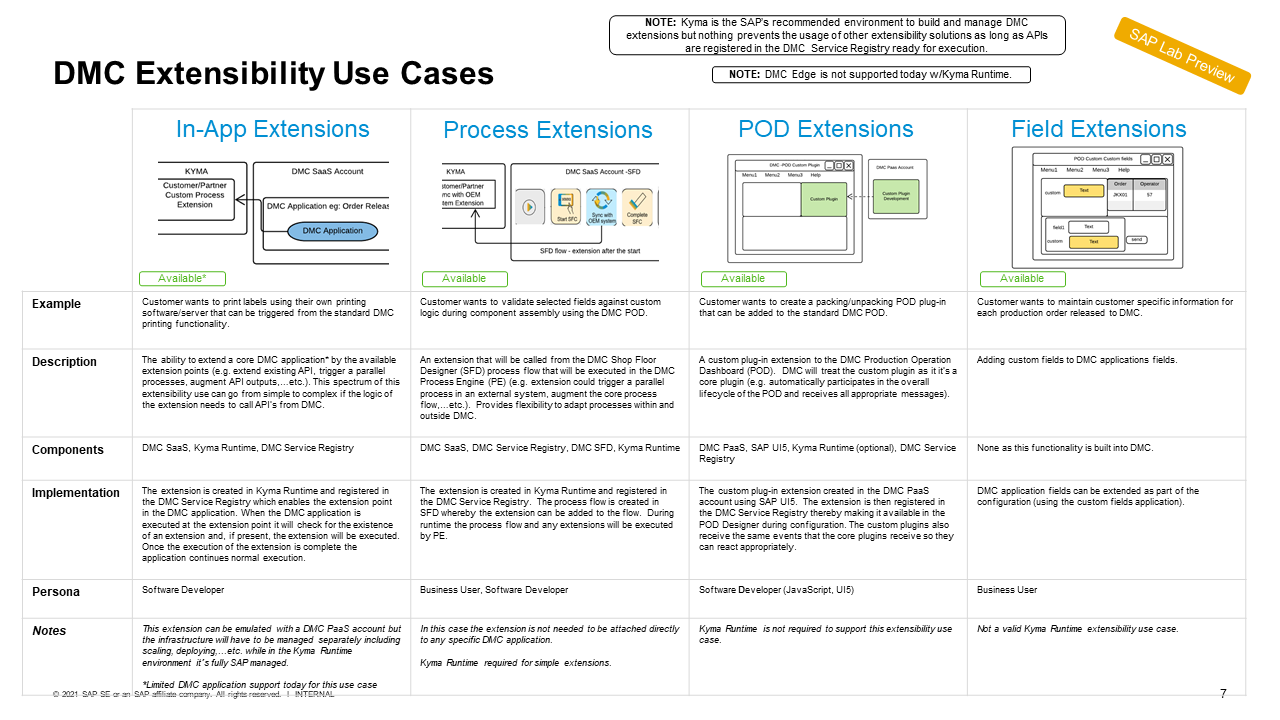 NOTE: Kyma is the SAP's recommended environment to build and manage DMC
extensions but nothing prevents the usage of other extensibility solutions as long as APIs
are registered in the DMC Service Registry ready for execution.
SAP Lab Preview
NOTE: DMC Edge is not supported today w/Kyma Runtime.
DMC Extensibility Use Cases
In-App Extensions
KYMA
DMC SaaS Account
Customer/Partner
Custom Process
Extension
DMC Application eg: Order Releas
DMC Application
Available*
Process Extensions
KYMA
DMC SaaS Account -SFD
stomer/Partner
nc with OEM
tem Extension
Start SFC
Sync with
OEM system
Complete
SFC
SFD flow - extension after the start
Available
POD Extensions
DMC -POD Custom Plugin
Menu1 Menu2 Menu3 Help
Custom Plugin
DMC Paas Account
Custom Plugin
Development
Available
Field Extensions
POD Custom Custom fields
Menu1 Menu2 Menu3 Help
custom
Text
Order Operator
JKX01 S7
field1 Text
custom Text
send
Available
Example
Customer wants to print labels using their own printing
software/server that can be triggered from the standard DMC
printing functionality.
Customer wants to validate selected fields against custom
logic during component assembly using the DMC POD.
Customer wants to create a packing/unpacking POD plug-in
that can be added to the standard DMC POD.
Customer wants to maintain customer specific information for
each production order released to DMC.
Description
The ability to extend a core DMC application* by the available
extension points (e.g. extend existing API, trigger a parallel
processes, augment API outputs,…etc.). This spectrum of this
extensibility use can go from simple to complex if the logic of
the extension needs to call API's from DMC.
An extension that will be called from the DMC Shop Floor
Designer (SFD) process flow that will be executed in the DMC
Process Engine (PE) (e.g. extension could trigger a parallel
process in an external system, augment the core process
flow,…etc.). Provides flexibility to adapt processes within and
outside DMC.
A custom plug-in extension to the DMC Production Operation
Dashboard (POD). DMC will treat the custom plugin as it it's a
core plugin (e.g. automatically participates in the overall
lifecycle of the POD and receives all appropriate messages).
Adding custom fields to DMC applications fields.
Components
DMC SaaS, Kyma Runtime, DMC Service Registry
DMC SaaS, DMC Service Registry, DMC SFD, Kyma Runtime
DMC PaaS, SAP UI5, Kyma Runtime (optional), DMC Service
Registry
None as this functionality is built into DMC.
Implementation
The extension is created in Kyma Runtime and registered in
the DMC Service Registry which enables the extension point
in the DMC application. When the DMC application is
executed at the extension point it will check for the existence
of an extension and, if present, the extension will be executed.
Once the execution of the extension is complete the
application continues normal execution.
The extension is created in Kyma Runtime and registered in
the DMC Service Registry. The process flow is created in
SFD whereby the extension can be added to the flow. During
runtime the process flow and any extensions will be executed
by PE.
The custom plug-in extension created in the DMC PaaS
account using SAP UI5. The extension is then registered in
the DMC Service Registry thereby making it available in the
POD Designer during configuration. The custom plugins also
receive the same events that the core plugins receive so they
can react appropriately.
DMC application fields can be extended as part of the
configuration (using the custom fields application).
Persona
Software Developer
Business User, Software Developer
Software Developer (JavaScript, UI5)
Business User
Notes
This extension can be emulated with a DMC PaaS account but
the infrastructure will have to be managed separately including
scaling, deploying,…etc. while in the Kyma Runtime
environment it's fully SAP managed.
*Limited DMC application support today for this use case
In this case the extension is not needed to be attached directly
to any specific DMC application.
Kyma Runtime required for simple extensions.
Kyma Runtime is not required to support this extensibility use
case.
Not a valid Kyma Runtime extensibility use case.
© 2021 SAP SE or an SAP affiliate company. All rights reserved. ǀ INTERNAL
7